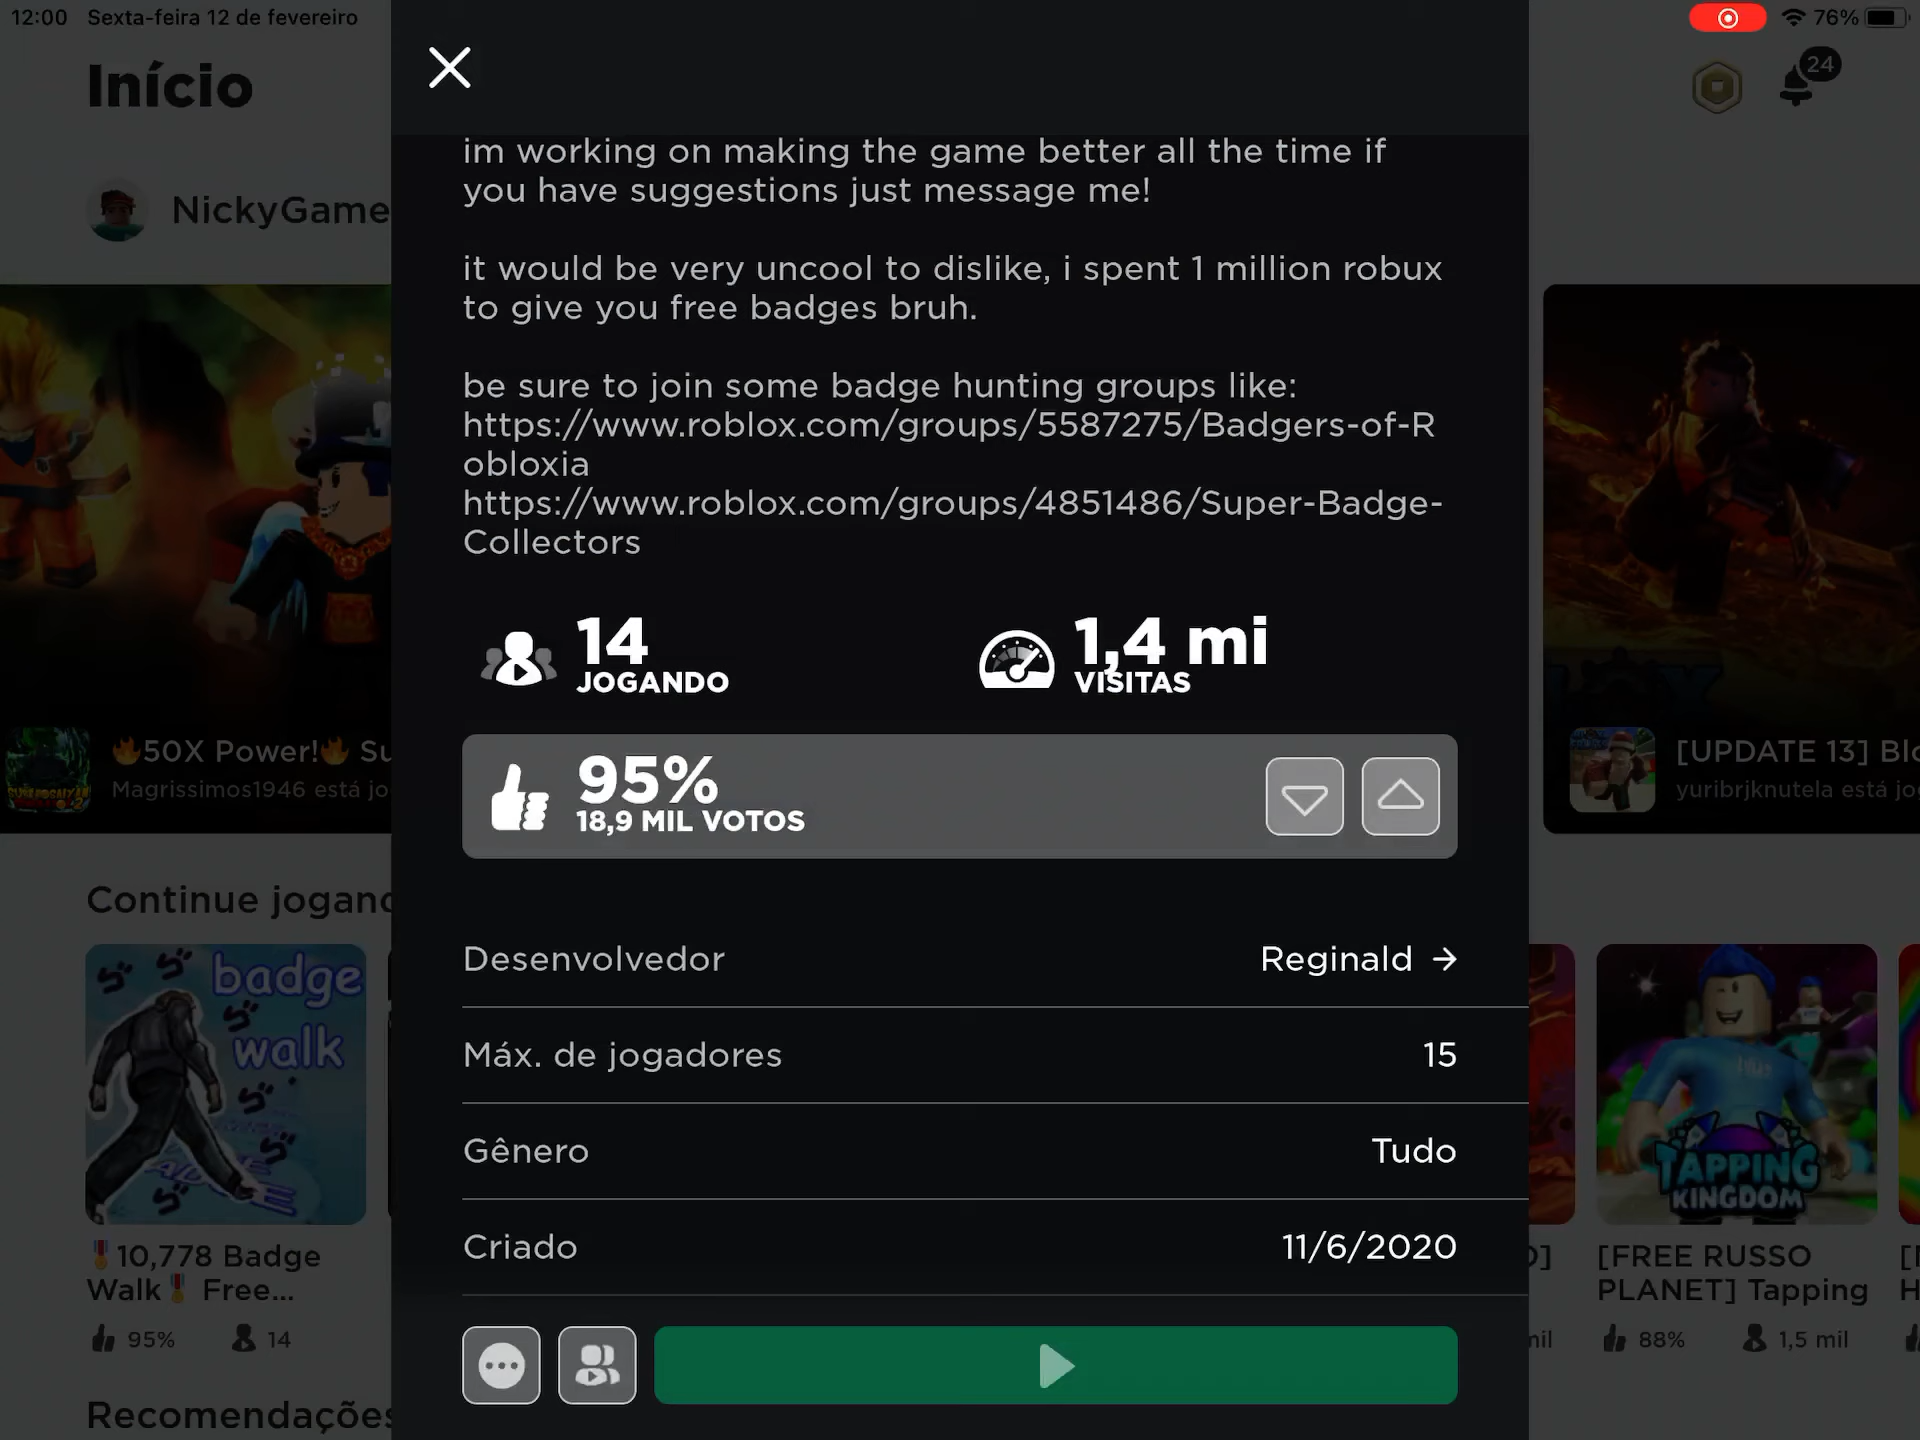 12:00 Sexta-feira 12 de fevereiro
76%
Início
24
NickyGame
im working on making the game better all the time if
you have suggestions just message me!
it would be very uncool to dislike, i spent 1 million robux
to give you free badges bruh.
be sure to join some badge hunting groups like:
https://www.roblox.com/groups/5587275/Badgers-of-R
obloxia
https://www.roblox.com/groups/4851486/Super-Badge-
Collectors
14
JOGANDO
1,4 mi
VISITAS
95%
18,9 MIL VOTOS
🔥50X Power!🔥 Su
Magrissimos1946 está jo
[UPDATE 13] Blo
yuribrjknutela está jo
Continue jogand
Desenvolvedor
Reginald →
Máx. de jogadores
15
Gênero
Tudo
Criado
11/6/2020
badge
walk
🎖️10,778 Badge
Walk🎖️ Free...
95%
14
TAPPING
KINGDOM
[FREE RUSSO
PLANET] Tapping
88%
1,5 mil
Recomendações